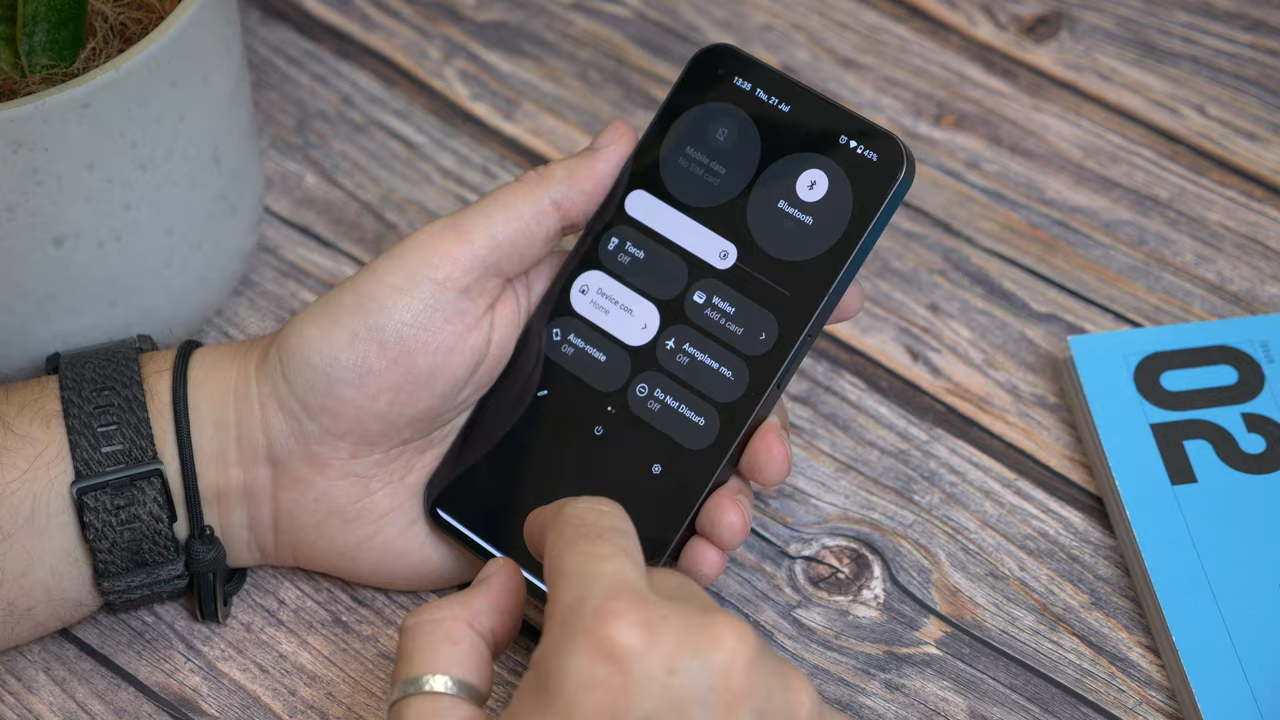 13:35 Thu, 21 Jul
43%
Mobile data
No SIM card
Bluetooth
Torch
Off
Wallet
Add a card
Device con..
Home
Aeroplane mo..
Off
Auto-rotate
Off
Do Not Disturb
Off
02
Issue